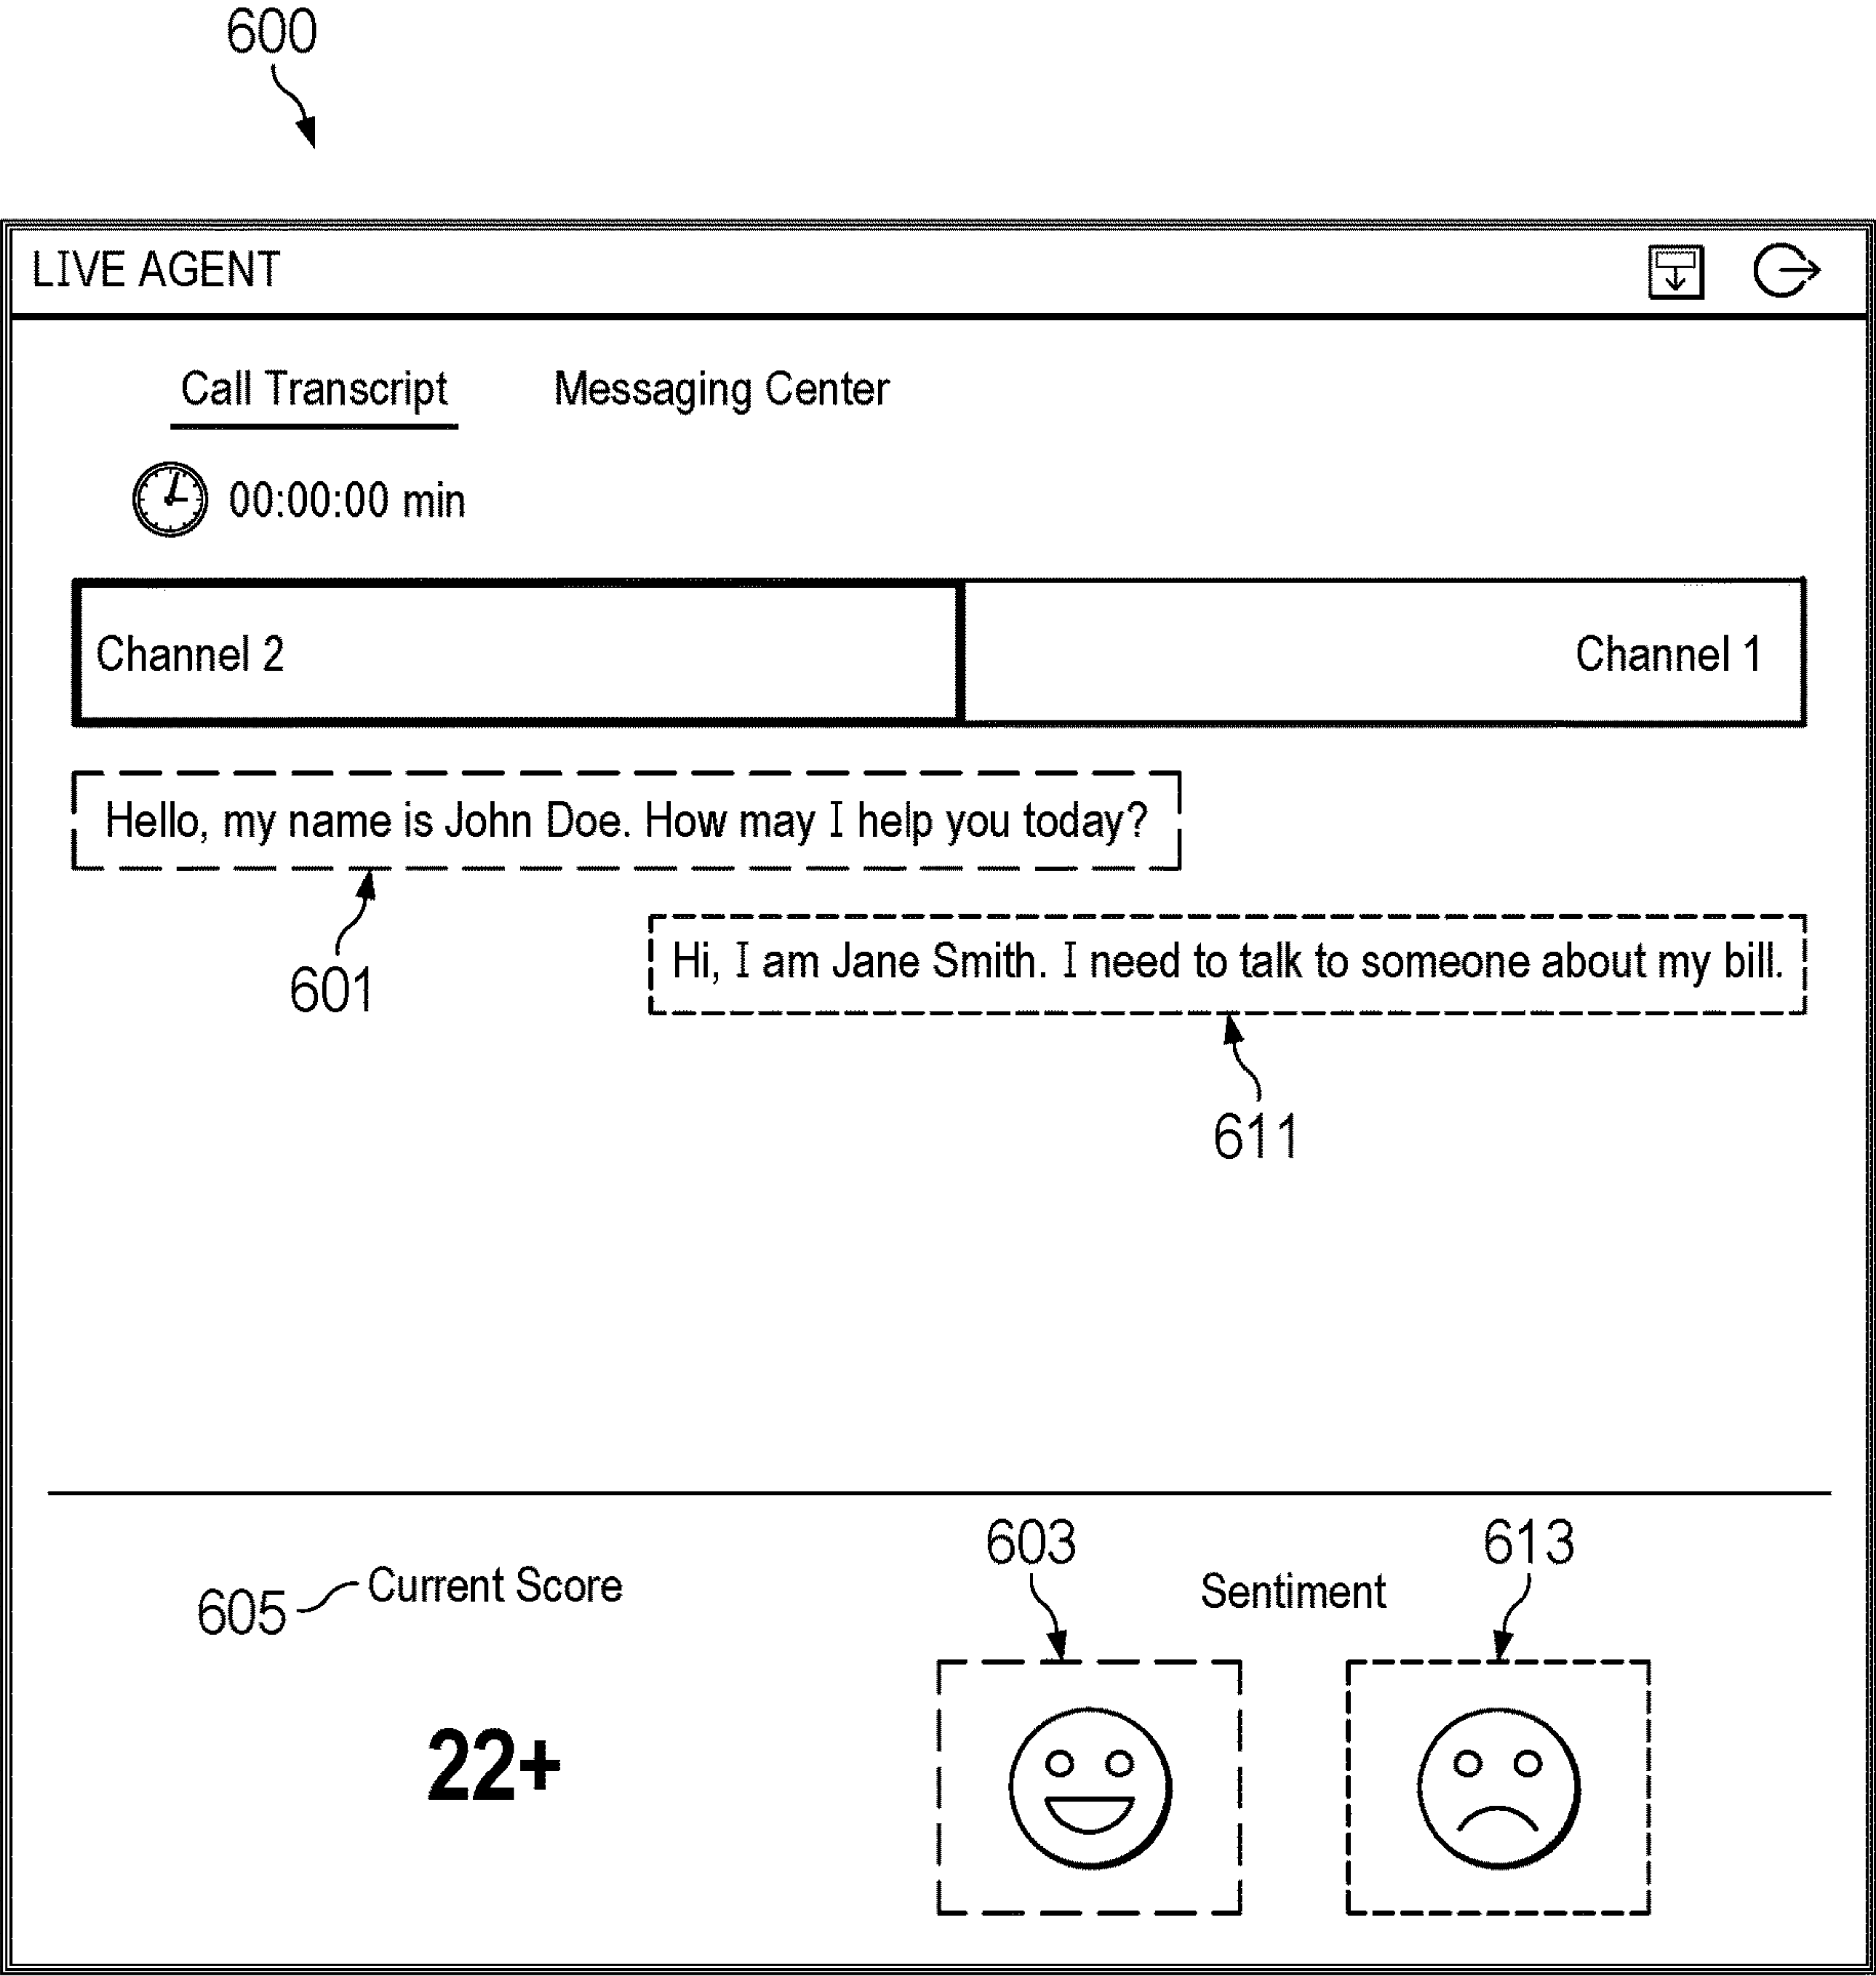 600
LIVE AGENT
Call Transcript Messaging Center
00:00:00 min
Channel 2 Channel 1
Hello, my name is John Doe. How may I help you today?
601
Hi, I am Jane Smith. I need to talk to someone about my bill.
611
605 Current Score
603 Sentiment 613
22+